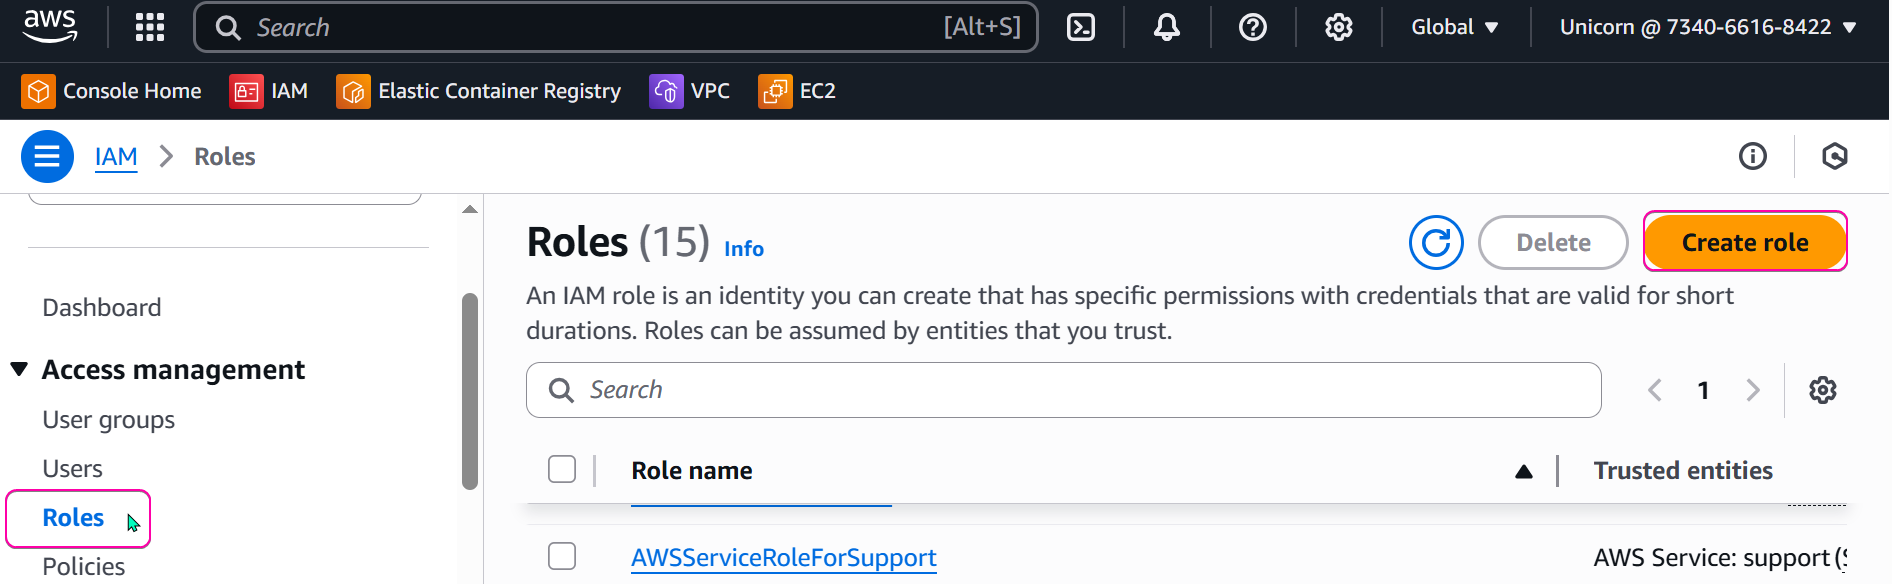 aws
Search [Alt+S]
Global
Unicorn @ 7340-6616-8422
Console Home IAM Elastic Container Registry VPC EC2
IAM > Roles
Dashboard
Access management
User groups
Users
Roles
Policies
Roles (15) Info
Delete
Create role
An IAM role is an identity you can create that has specific permissions with credentials that are valid for short
durations. Roles can be assumed by entities that you trust.
Search
1
Role name Trusted entities
AWSServiceRoleForSupport AWS Service: support